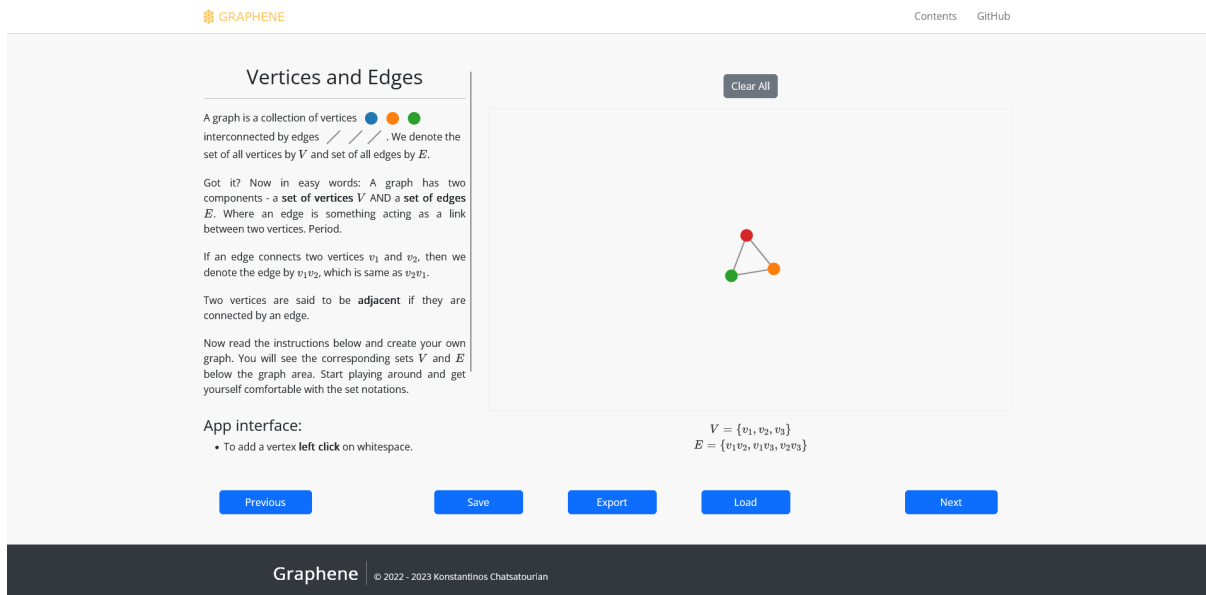 GRAPHENE
Contents GitHub
Vertices and Edges
A graph is a collection of vertices
interconnected by edges . We denote the
set of all vertices by V and set of all edges by E.
Got it? Now in easy words: A graph has two
components - a set of vertices V AND a set of edges
E. Where an edge is something acting as a link
between two vertices. Period.
If an edge connects two vertices v₁ and v₂, then we
denote the edge by v₁v₂, which is same as v₂v₁.
Two vertices are said to be adjacent if they are
connected by an edge.
Now read the instructions below and create your own
graph. You will see the corresponding sets V and E
below the graph area. Start playing around and get
yourself comfortable with the set notations.
App interface:
• To add a vertex left click on whitespace.
Clear All
V = {v₁, v₂, v₃}
E = {v₁v₂, v₁v₃, v₂v₃}
Previous Save Export Load Next
Graphene © 2022 - 2023 Konstantinos Chatsatourian